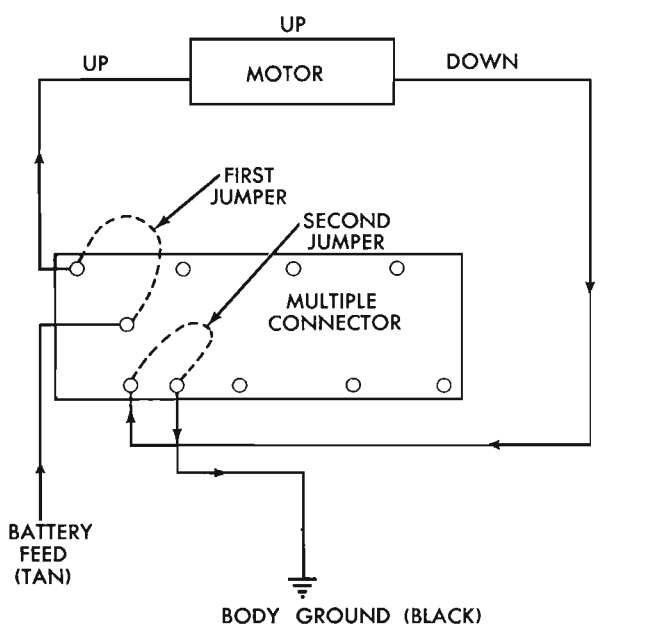 UP
UP
MOTOR
DOWN
FIRST
JUMPER
SECOND
JUMPER
MULTIPLE
CONNECTOR
BATTERY
FEED
(TAN)
BODY GROUND (BLACK)